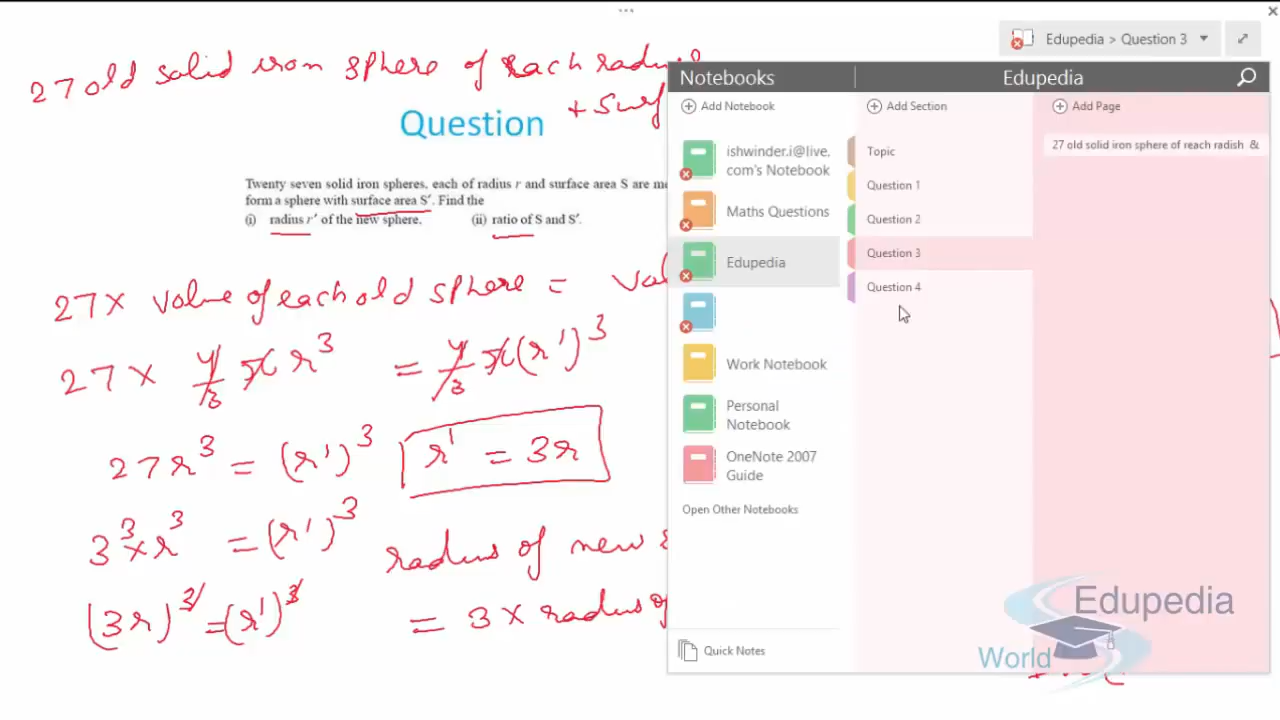 Edupedia > Question 3
27 old solid iron sphere of each radius
+ Surf
Question
Twenty seven solid iron spheres, each of radius r and surface area S are me
form a sphere with surface area S'. Find the
(i) radius r' of the new sphere. (ii) ratio of S and S'.
27 × value of each old sphere =
27 × 4/3 π r³ = 4/3 π (r')³
27r³ = (r')³
r' = 3r
3³ × r³ = (r')³
radius of new
(3r)³ = (r')³
= 3 × radius of
Notebooks
Edupedia
Add Notebook
Add Section
Add Page
ishwinder.i@live.
com's Notebook
Maths Questions
Edupedia
Work Notebook
Personal
Notebook
OneNote 2007
Guide
Open Other Notebooks
Quick Notes
Topic
Question 1
Question 2
Question 3
Question 4
27 old solid iron sphere of reach radish &
Edupedia
World